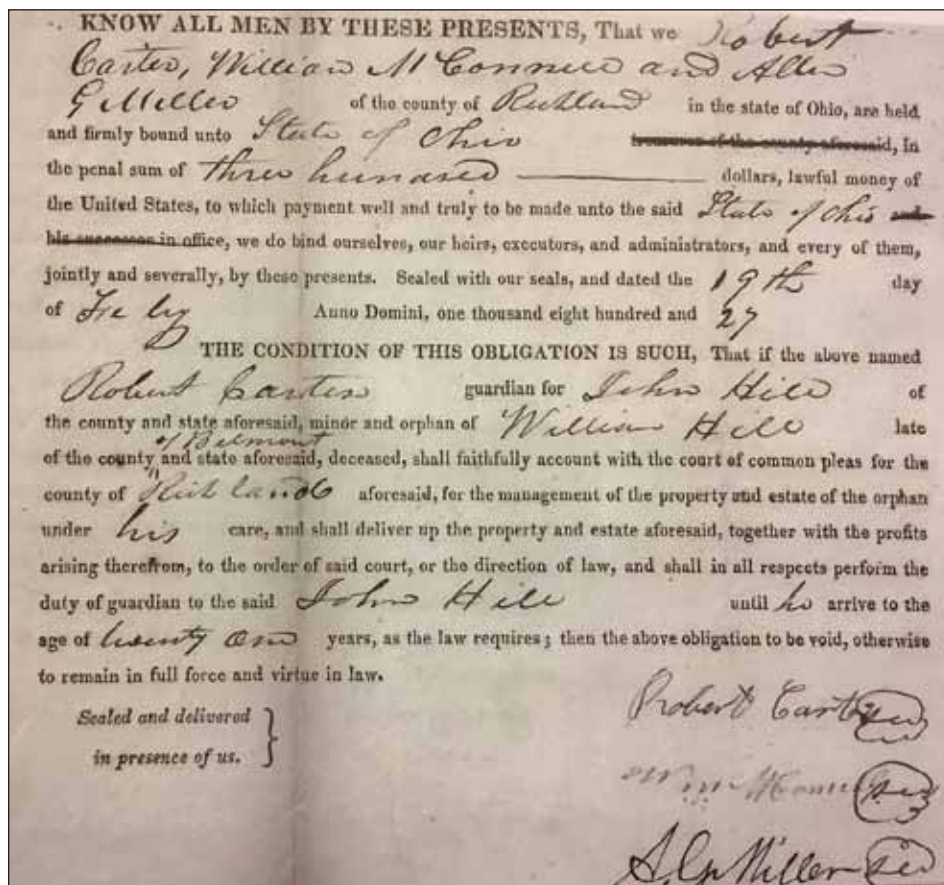 KNOW ALL MEN BY THESE PRESENTS, That we Robert
Carter, William McConnell and Allen
G Miller of the county of Richland in the state of Ohio, are held
and firmly bound unto State of Ohio treasurer of the county aforesaid, In
the penal sum of three hundred dollars, lawful money of
the United States, to which payment well and truly to be made unto the said State of Ohio and
his successor in office, we do bind ourselves, our heirs, executors, and administrators, and every of them,
jointly and severally, by these presents. Sealed with our seals, and dated the 19th day
of Feby Anno Domini, one thousand eight hundred and 27
THE CONDITION OF THIS OBLIGATION IS SUCH, That if the above named
Robert Carter guardian for John Hill of
the county and state aforesaid, minor and orphan of William Hill late
of Belmont
of the county and state aforesaid, deceased, shall faithfully account with the court of common pleas for the
county of Richland aforesaid, for the management of the property and estate of the orphan
under his care, and shall deliver up the property and estate aforesaid, together with the profits
arising therefrom, to the order of said court, or the direction of law, and shall in all respects perform the
duty of guardian to the said John Hill until he arrive to the
age of twenty one years, as the law requires; then the above obligation to be void, otherwise
to remain in full force and virtue in law.
Sealed and delivered
in presence of us.
Robert Carter
Wm McConnell
A. G. Miller